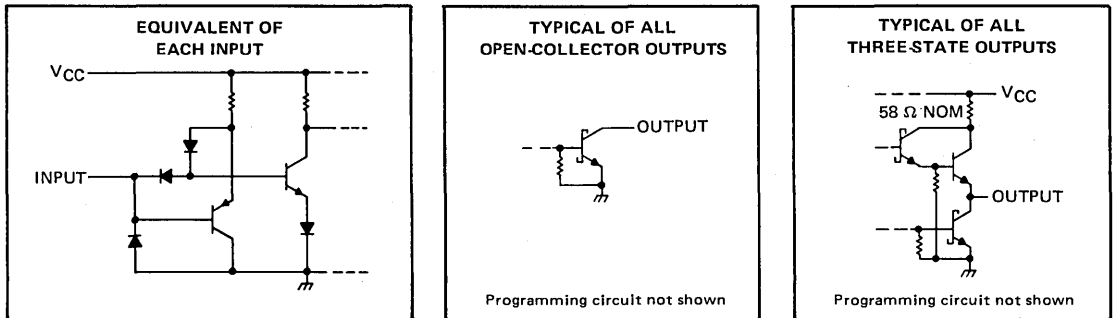 EQUIVALENT OF
EACH INPUT
VCC
INPUT
TYPICAL OF ALL
OPEN-COLLECTOR OUTPUTS
OUTPUT
Programming circuit not shown
TYPICAL OF ALL
THREE-STATE OUTPUTS
VCC
58 Ω NOM
OUTPUT
Programming circuit not shown